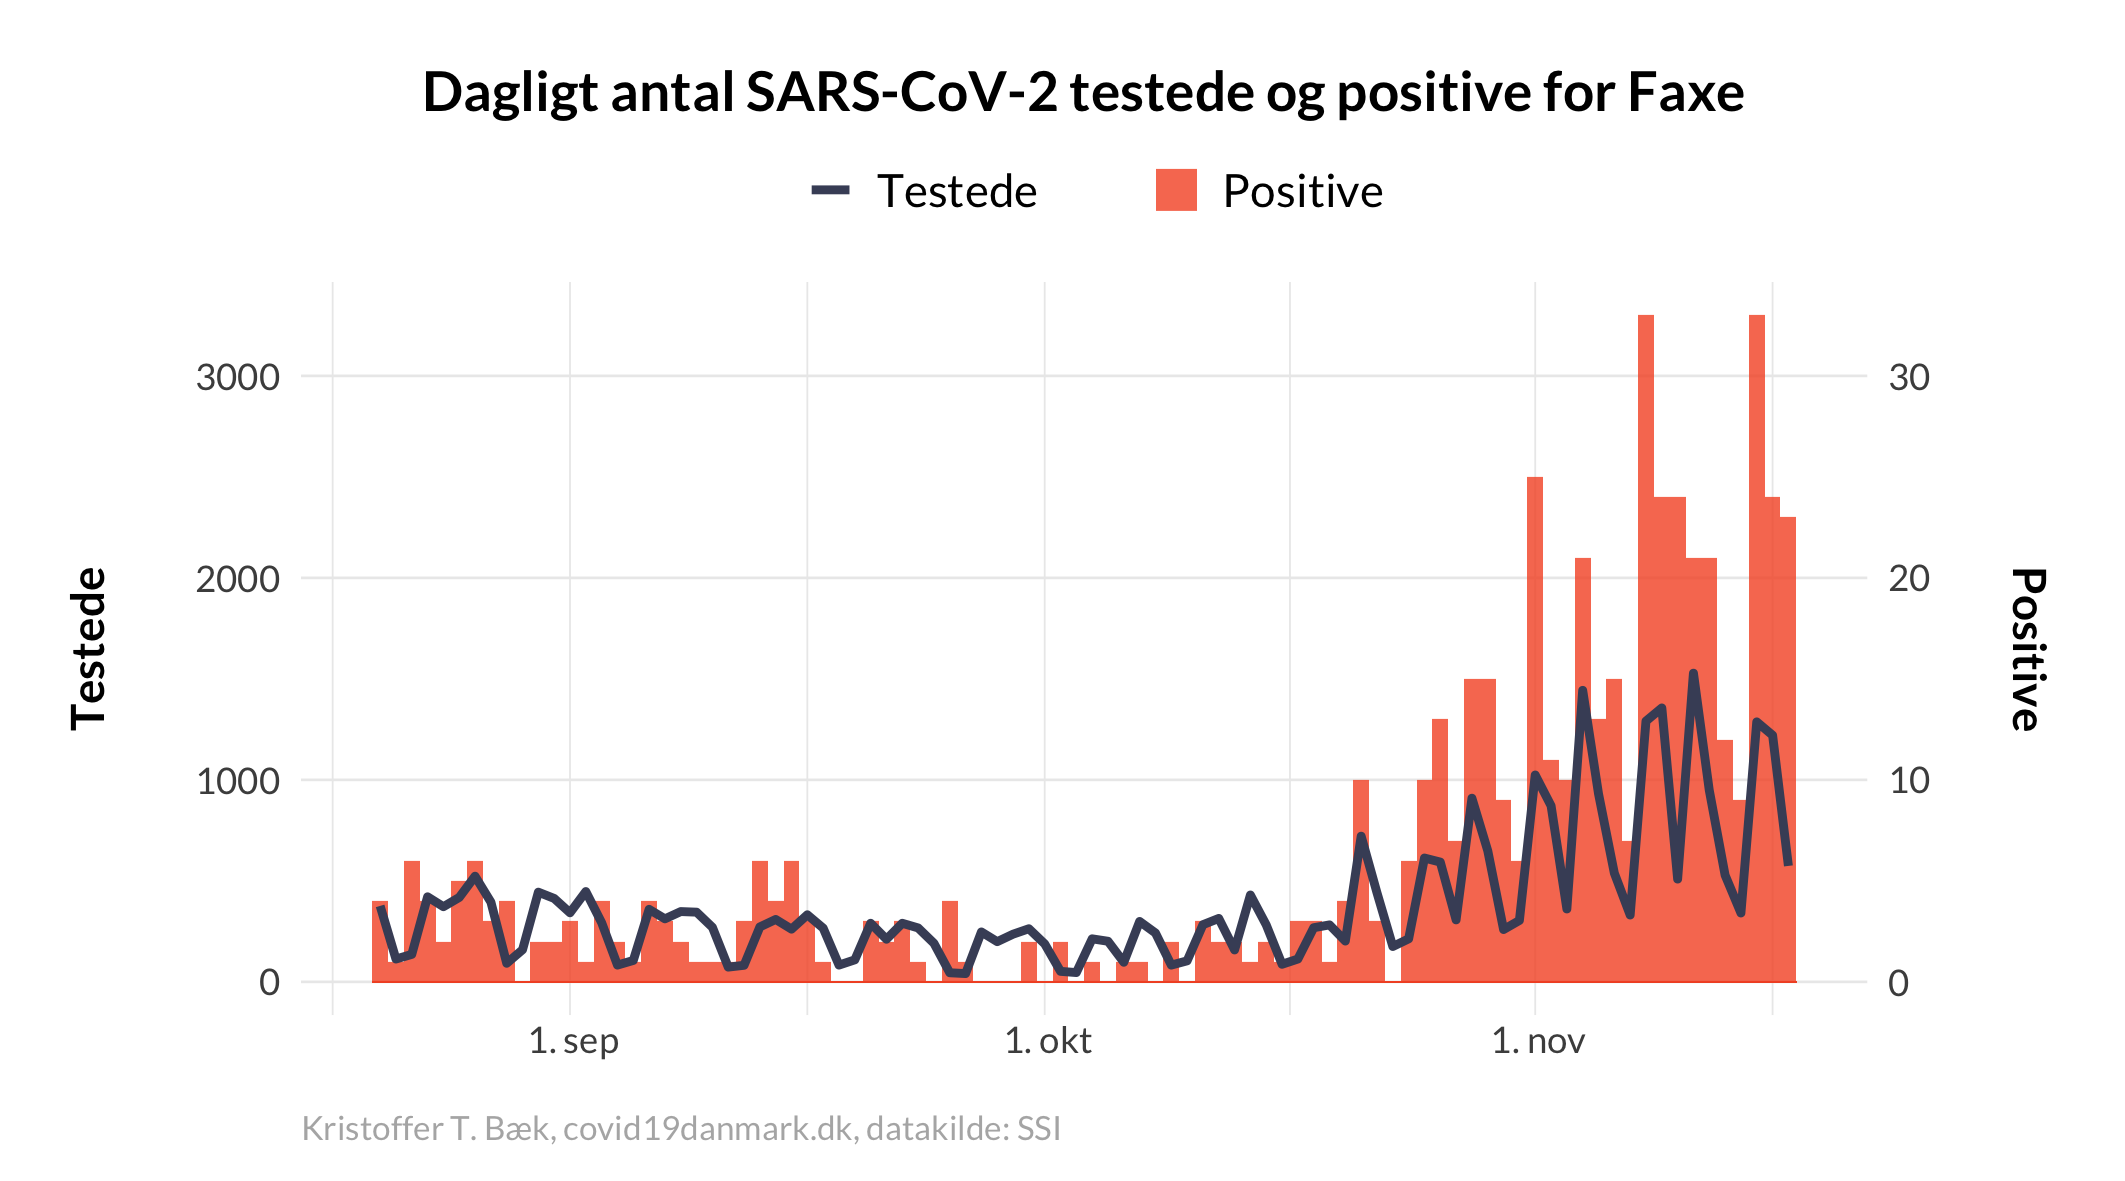 Dagligt antal SARS-CoV-2 testede og positive for Faxe
Testede
Positive
3000
2000
1000
0
30
20
10
0
Testede
Positive
1. sep
1. okt
1. nov
Kristoffer T. Bæk, covid19danmark.dk, datakilde: SSI